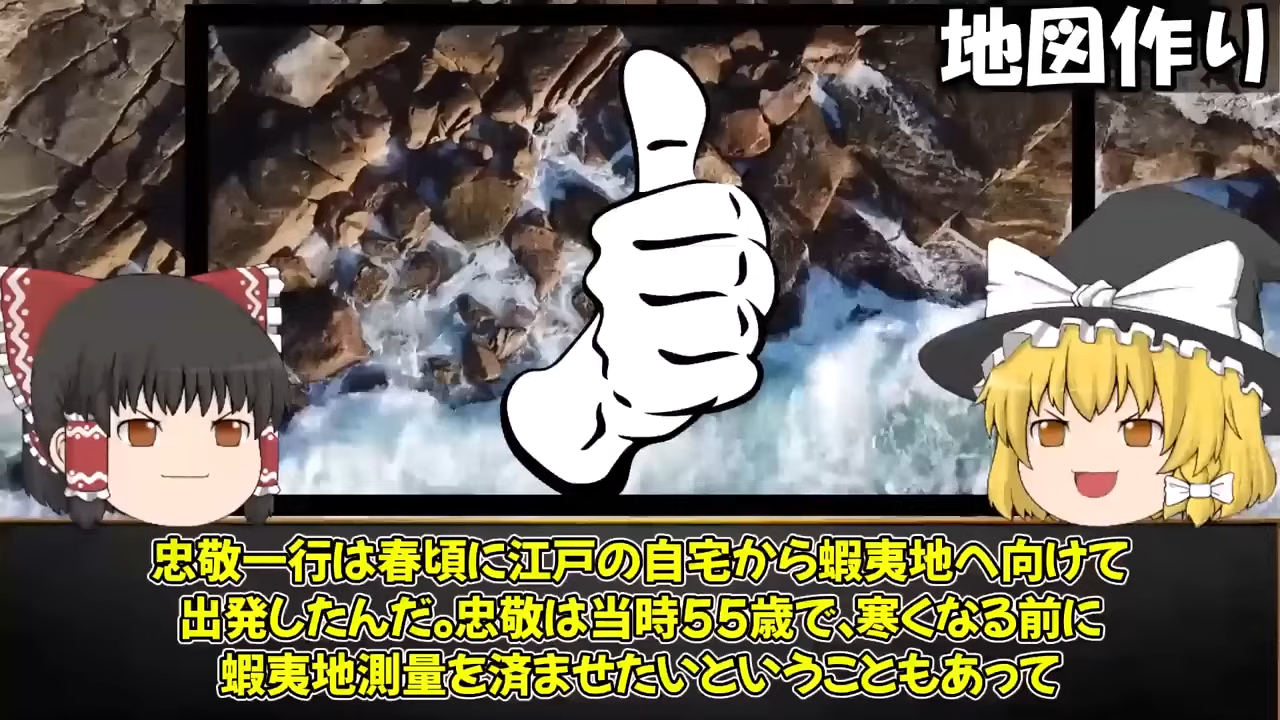 地図作り
忠敬一行は春頃に江戸の自宅から蝦夷地へ向けて
出発したんだ。忠敬は当時55歳で、寒くなる前に
蝦夷地測量を済ませたいということもあって